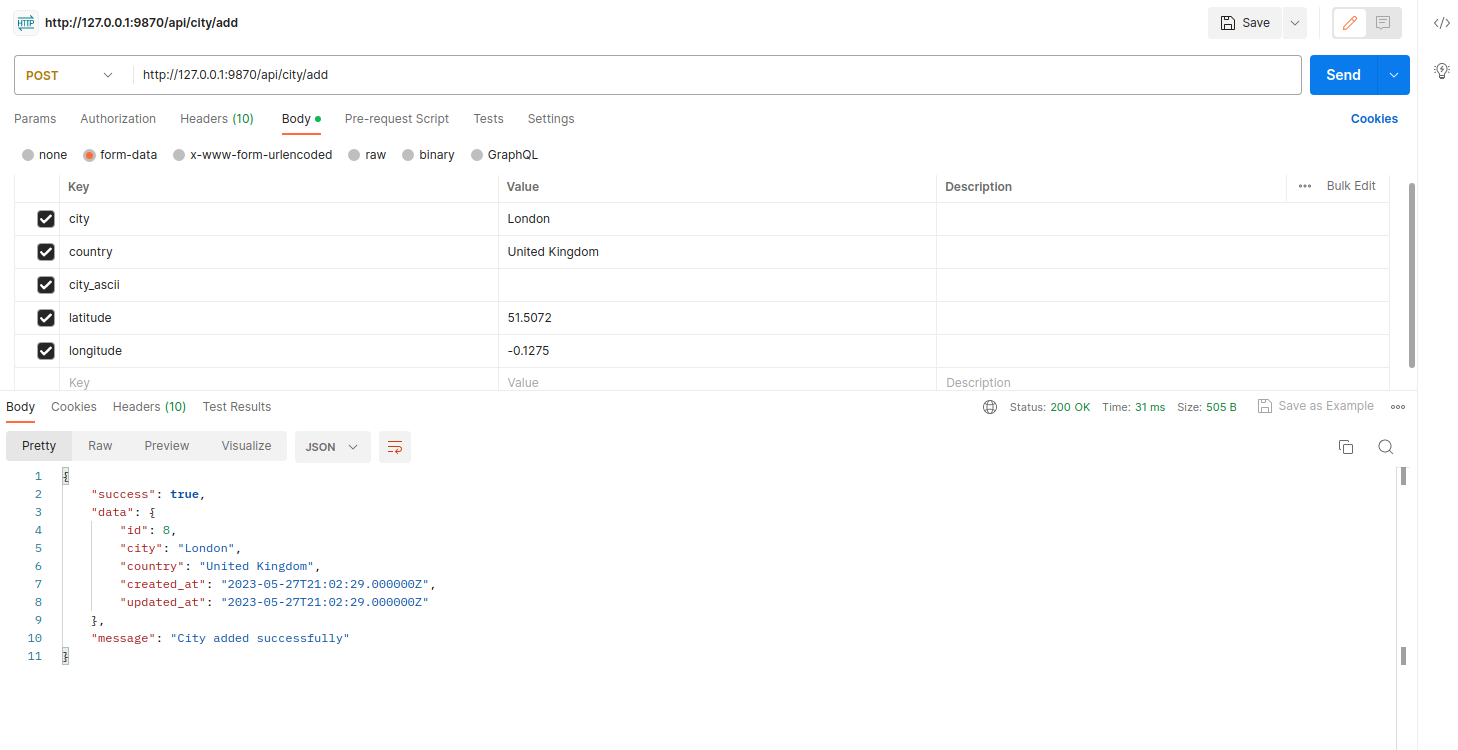 HTTP http://127.0.0.1:9870/api/city/add Save
POST http://127.0.0.1:9870/api/city/add Send
Params Authorization Headers (10) Body Pre-request Script Tests Settings Cookies
none form-data x-www-form-urlencoded raw binary GraphQL
Key Value Description Bulk Edit
city London
country United Kingdom
city_ascii
latitude 51.5072
longitude -0.1275
Key Value Description
Body Cookies Headers (10) Test Results Status: 200 OK Time: 31 ms Size: 505 B Save as Example
Pretty Raw Preview Visualize JSON
1 {
2 "success": true,
3 "data": {
4 "id": 8,
5 "city": "London",
6 "country": "United Kingdom",
7 "created_at": "2023-05-27T21:02:29.000000Z",
8 "updated_at": "2023-05-27T21:02:29.000000Z"
9 },
10 "message": "City added successfully"
11 }